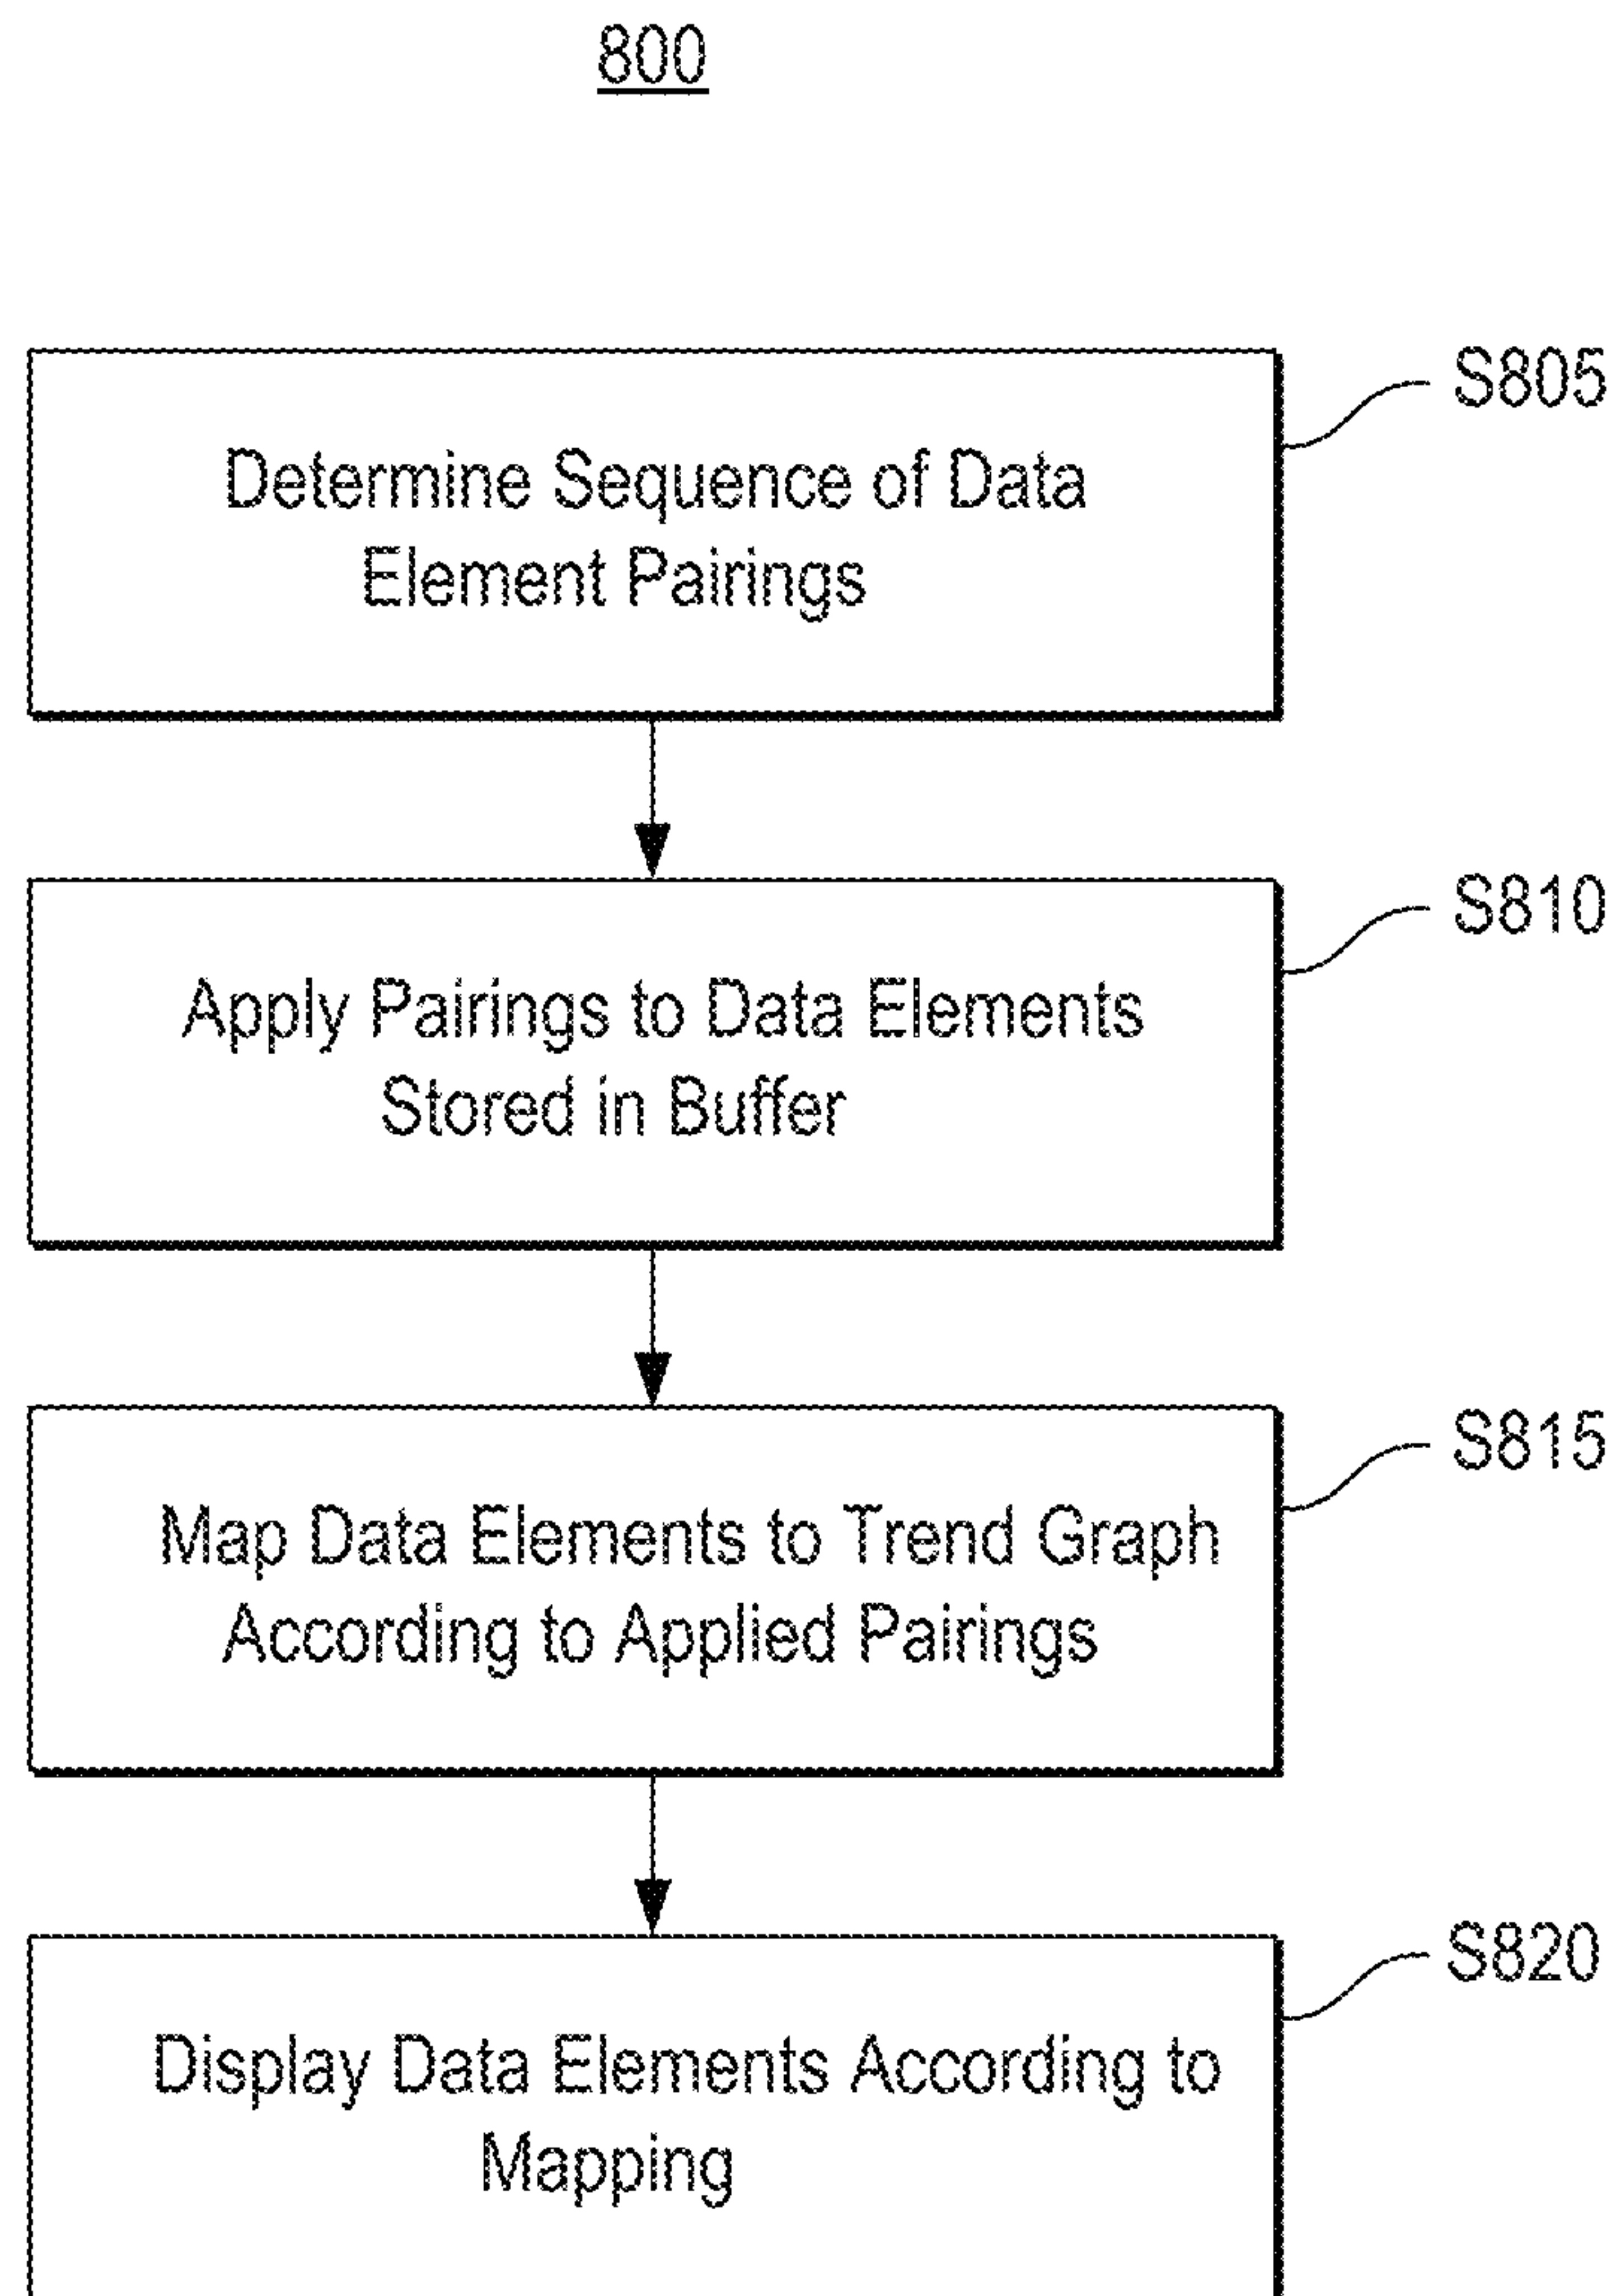 800
S805
Determine Sequence of Data
Element Pairings
S810
Apply Pairings to Data Elements
Stored in Buffer
S815
Map Data Elements to Trend Graph
According to Applied Pairings
S820
Display Data Elements According to
Mapping